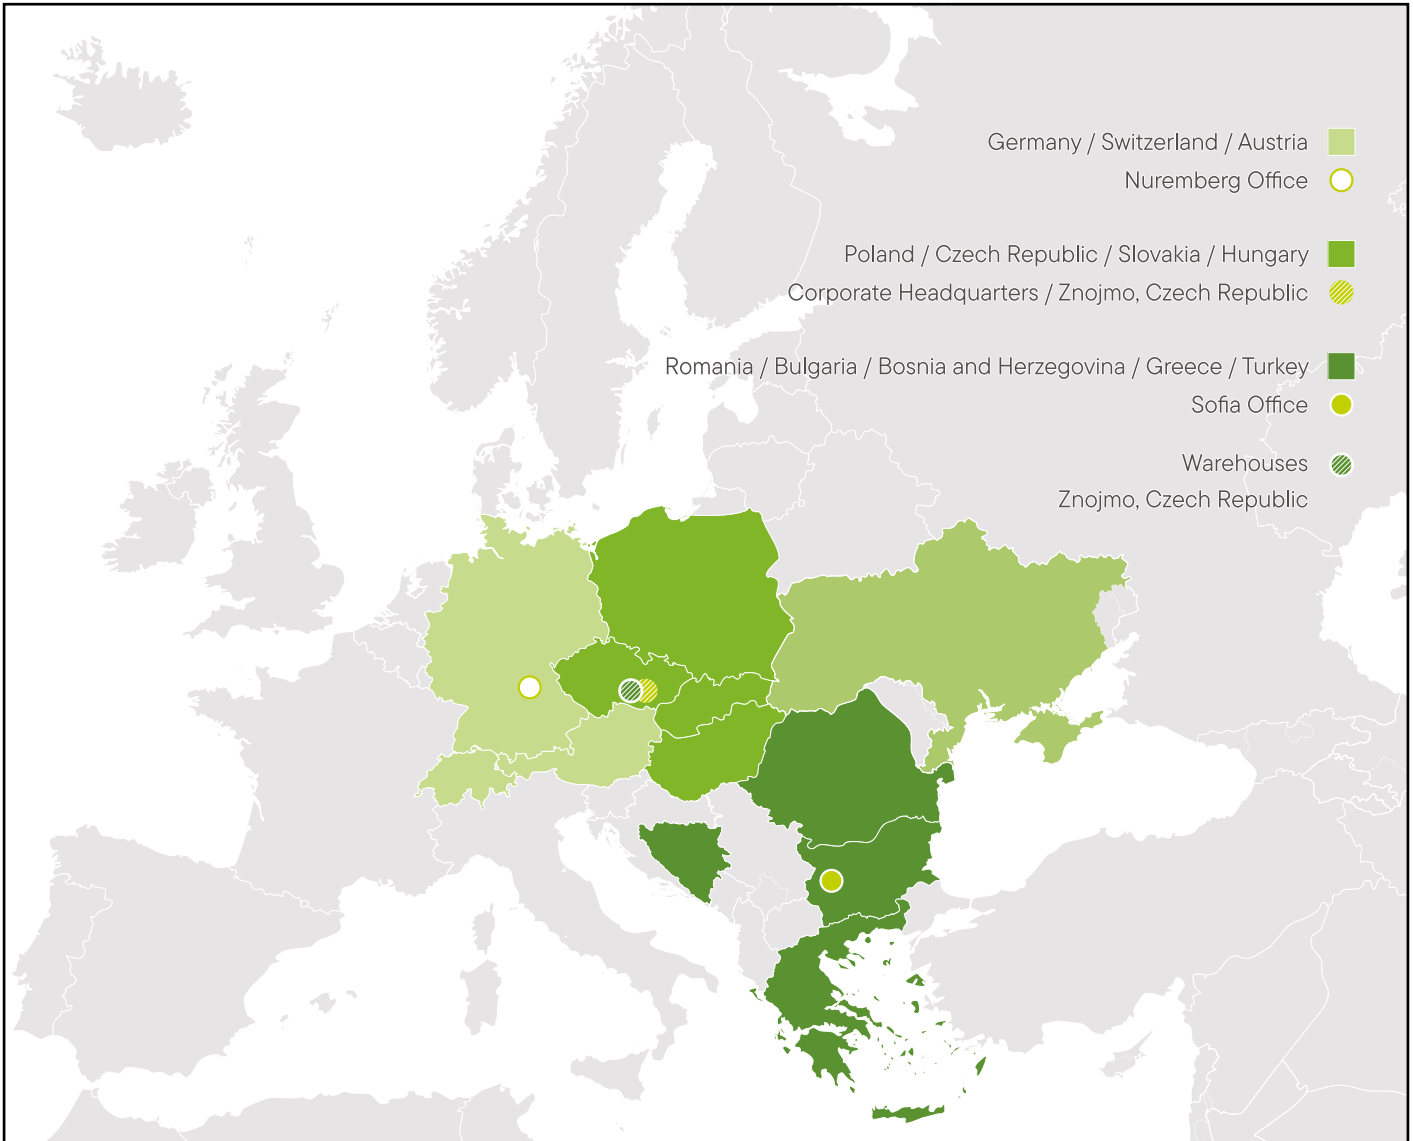 Germany / Switzerland / Austria
Nuremberg Office
Poland / Czech Republic / Slovakia / Hungary
Corporate Headquarters / Znojmo, Czech Republic
Romania / Bulgaria / Bosnia and Herzegovina / Greece / Turkey
Sofia Office
Warehouses
Znojmo, Czech Republic